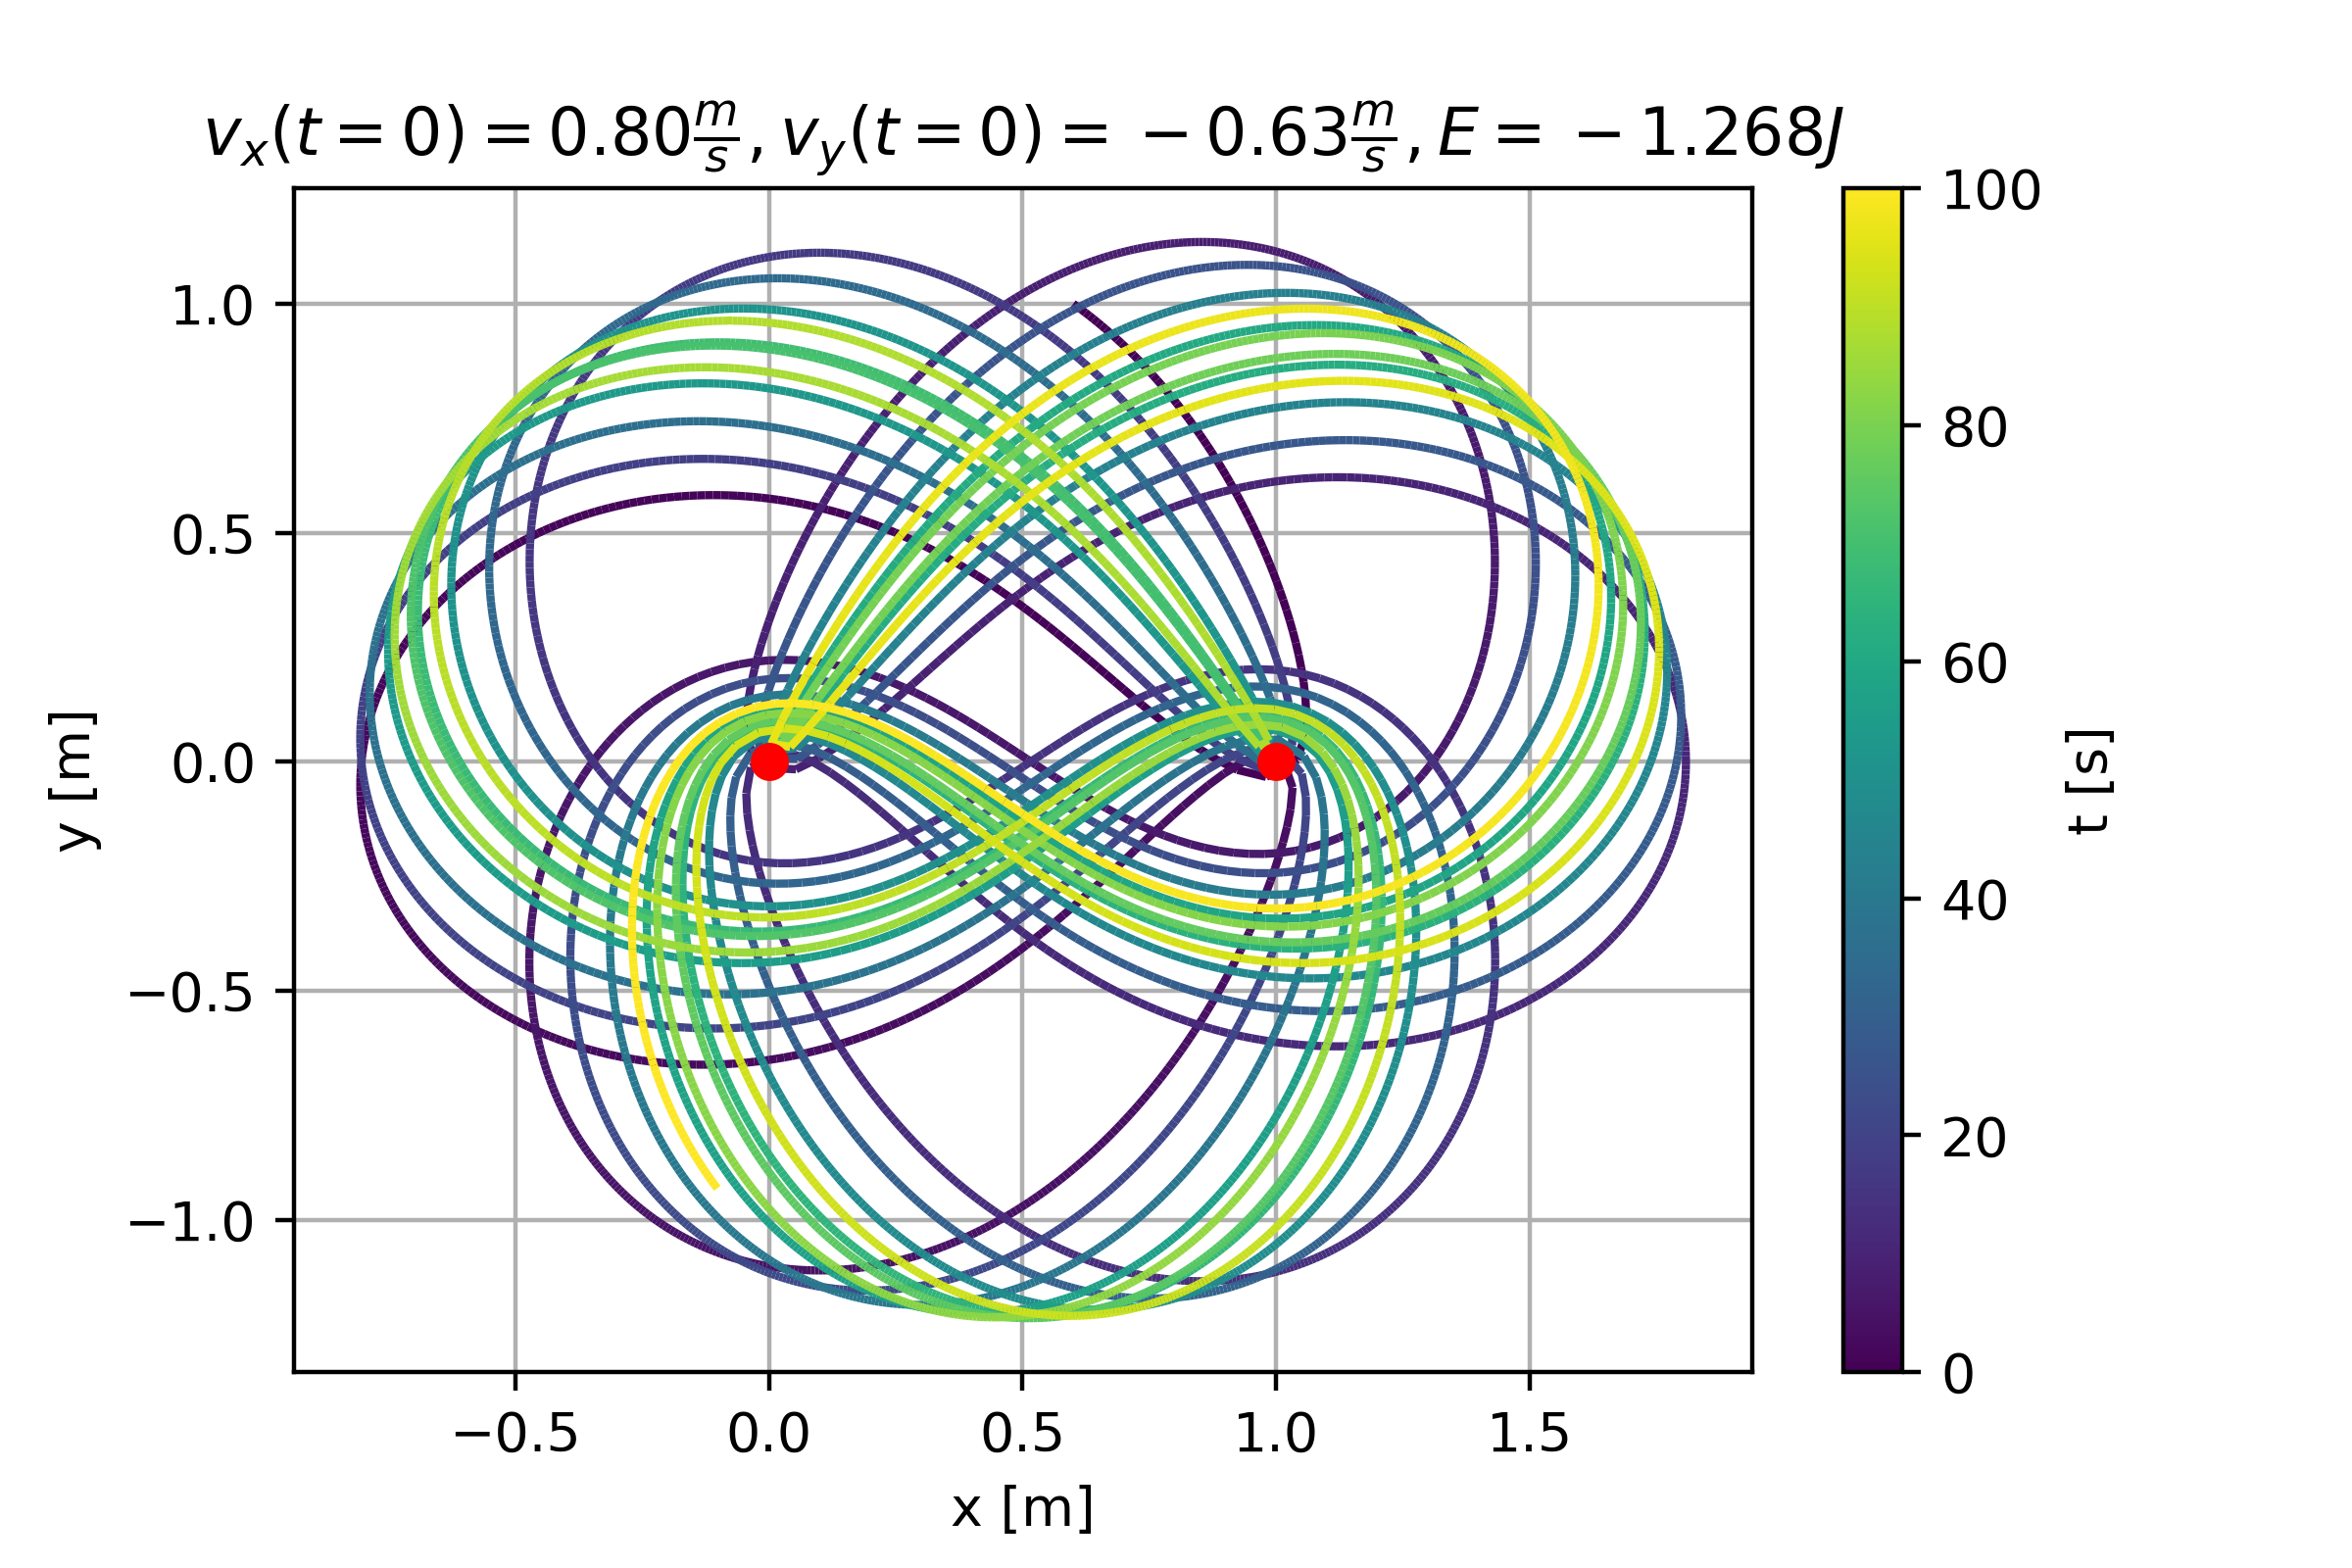 v_x(t = 0) = 0.80 m/s, v_y(t = 0) = −0.63 m/s, E = −1.268J
1.0
0.5
0.0
−0.5
−1.0
y [m]
−0.5 0.0 0.5 1.0 1.5
x [m]
100
80
60
40
20
0
t [s]